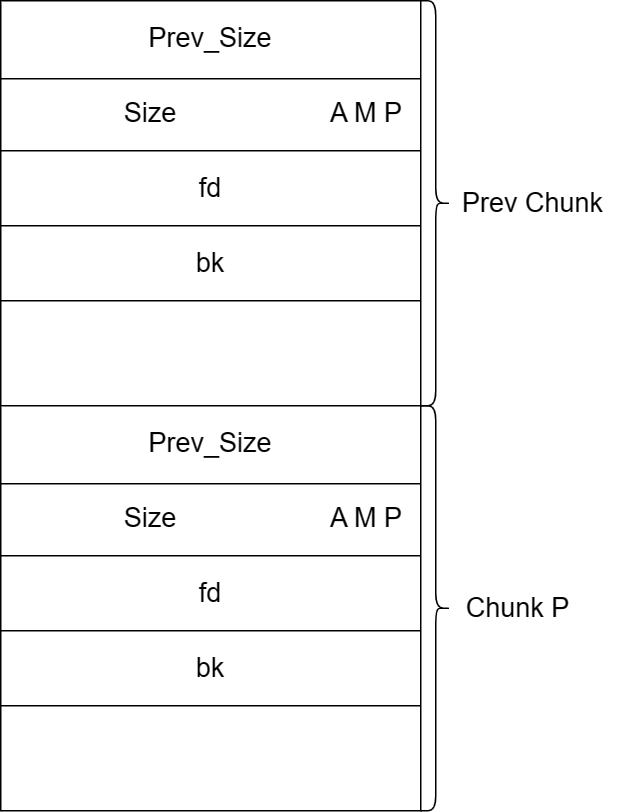 Prev_Size
Size A M P
fd
Prev Chunk
bk
Prev_Size
Size A M P
fd
Chunk P
bk